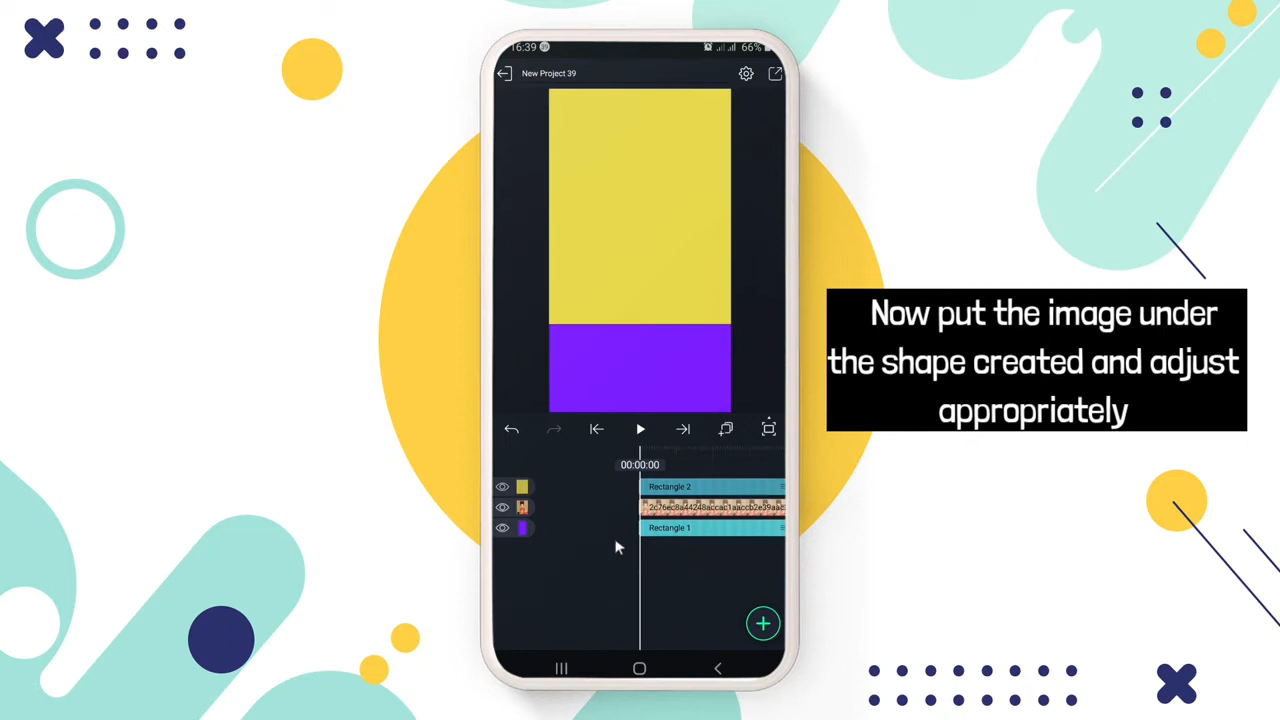 16:39
66%
New Project 39
Now put the image under
the shape created and adjust
appropriately
00:00:00
Rectangle 2
Rectangle 1